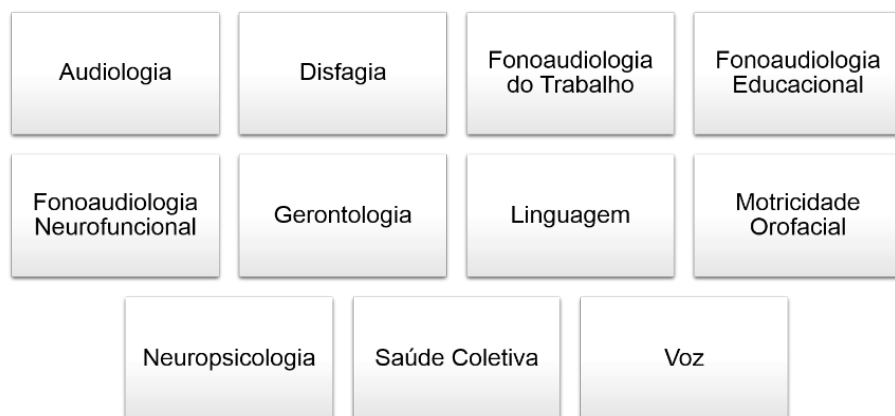 Audiologia
Disfagia
Fonoaudiologia
do Trabalho
Fonoaudiologia
Educacional
Fonoaudiologia
Neurofuncional
Gerontologia
Linguagem
Motricidade
Orofacial
Neuropsicologia
Saúde Coletiva
Voz